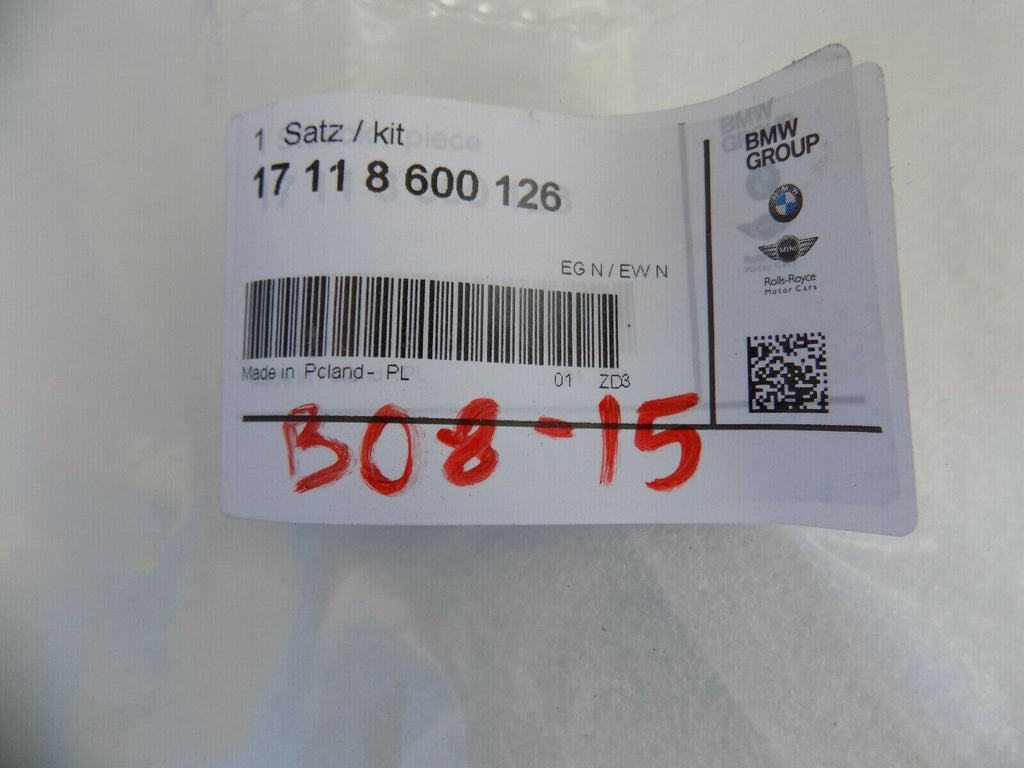 1 Satz / kit
17 11 8 600 126
EG N / EW N
Made in Poland - PL 01 ZD3
B08-15
BMW
GROUP
MINI
Rolls-Royce
Motor Cars